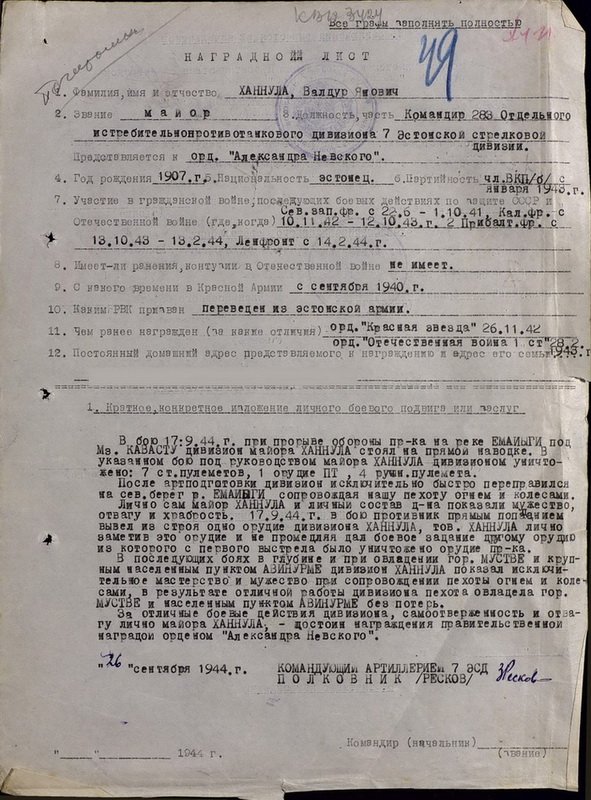 КВШ 3424
Все графы заполнять полностью
49
НАГРАДНОЙ ЛИСТ
1. Фамилия,имя и отчество ХАННУЛА, Валдур Янович
2. Звание майор 3.Должность,часть Командир 283 Отдельного
истребительнопротивотанкового дивизиона 7 Эстонской стрелковой
дивизии.
Представляется к орд. "Александра Невского".
4. Год рождения 1907г. 5.Национальность эстонец. 6.Партийность чл.ВКП/б/ с
января 1943.г.
7. Участие в гражданской войне,последующих боевых действиях по защите СССР и
Отечественной войне (где,когда) Сев.зап.фр. с 22.6 - 1.10.41, Кал.фр. с
10.11.42 - 12.10.43.г. 2 Прибалт.фр. с
13.10.43 - 13.2.44, Ленфронт с 14.2.44.г.
8. Имеет-ли ранения,контузии в Отечественной войне не имеет.
9. С какого времени в Красной Армии с сентября 1940.г.
10. Каким РВК призван переведен из эстонской армии.
11. Чем ранее награжден (за какие отличия) орд."Красная звезда" 26.11.42
орд."Отечественная война 1 ст"28.2.
1943.г.
12. Постоянный домашний адрес представляемого к награждению и адрес его семьи
1. Краткое,конкретное изложение личного боевого подвига или заслуг
В бою 17.9.44.г. при прорыве обороны пр-ка на реке ЕМАЙЫГИ под
Мз. КАВАСТУ дивизион майора ХАННУЛА стоял на прямой наводке. В
указанном бою под руководством майора ХАННУЛА дивизионом уничто-
жено: 7 ст.пулеметов, 1 орудие ПТ , 4 ручн.пулемета.
После артподготовки дивизион исключительно быстро переправился
на сев.берег р. ЕМАЙЫГИ сопровождая нашу пехоту огнем и колесами.
Лично сам майор ХАННУЛА и личный состав д-на показали мужество,
отвагу и храбрость. 17.9.44.г. В бою противник прямым попаданием
вывел из строя одно орудие дивизиона ХАННУЛА, тов. ХАННУЛА лично
заметив это орудие и не промедляя дал боевое задание другому орудию
из которого с первого выстрела было уничтожено орудие пр-ка.
В последующих боях в глубине и при овладении гор. МУСТВЕ и круп-
ным населенным пунктом АВИНУРМЕ дивизион ХАННУЛА показал исключи-
тельное мастерство и мужество при сопровождении пехоты огнем и коле-
сами, в результате отличной работы дивизиона пехота овладела гор.
МУСТВЕ и населенным пунктом АВИНУРМЕ без потерь.
За отличные боевые действия дивизиона, самоотверженность и отва-
гу лично майора ХАННУЛА, - достоин награждения правительственной
наградой орденом "Александра Невского".
"26 "сентября 1944.г. КОМАНДУЮЩИЙ АРТИЛЛЕРИЕЙ 7 ЭСД
ПОЛКОВНИК /РЕСКОВ/ Ресков
Командир (начальник)
(звание)
"___"______ 1944 г.